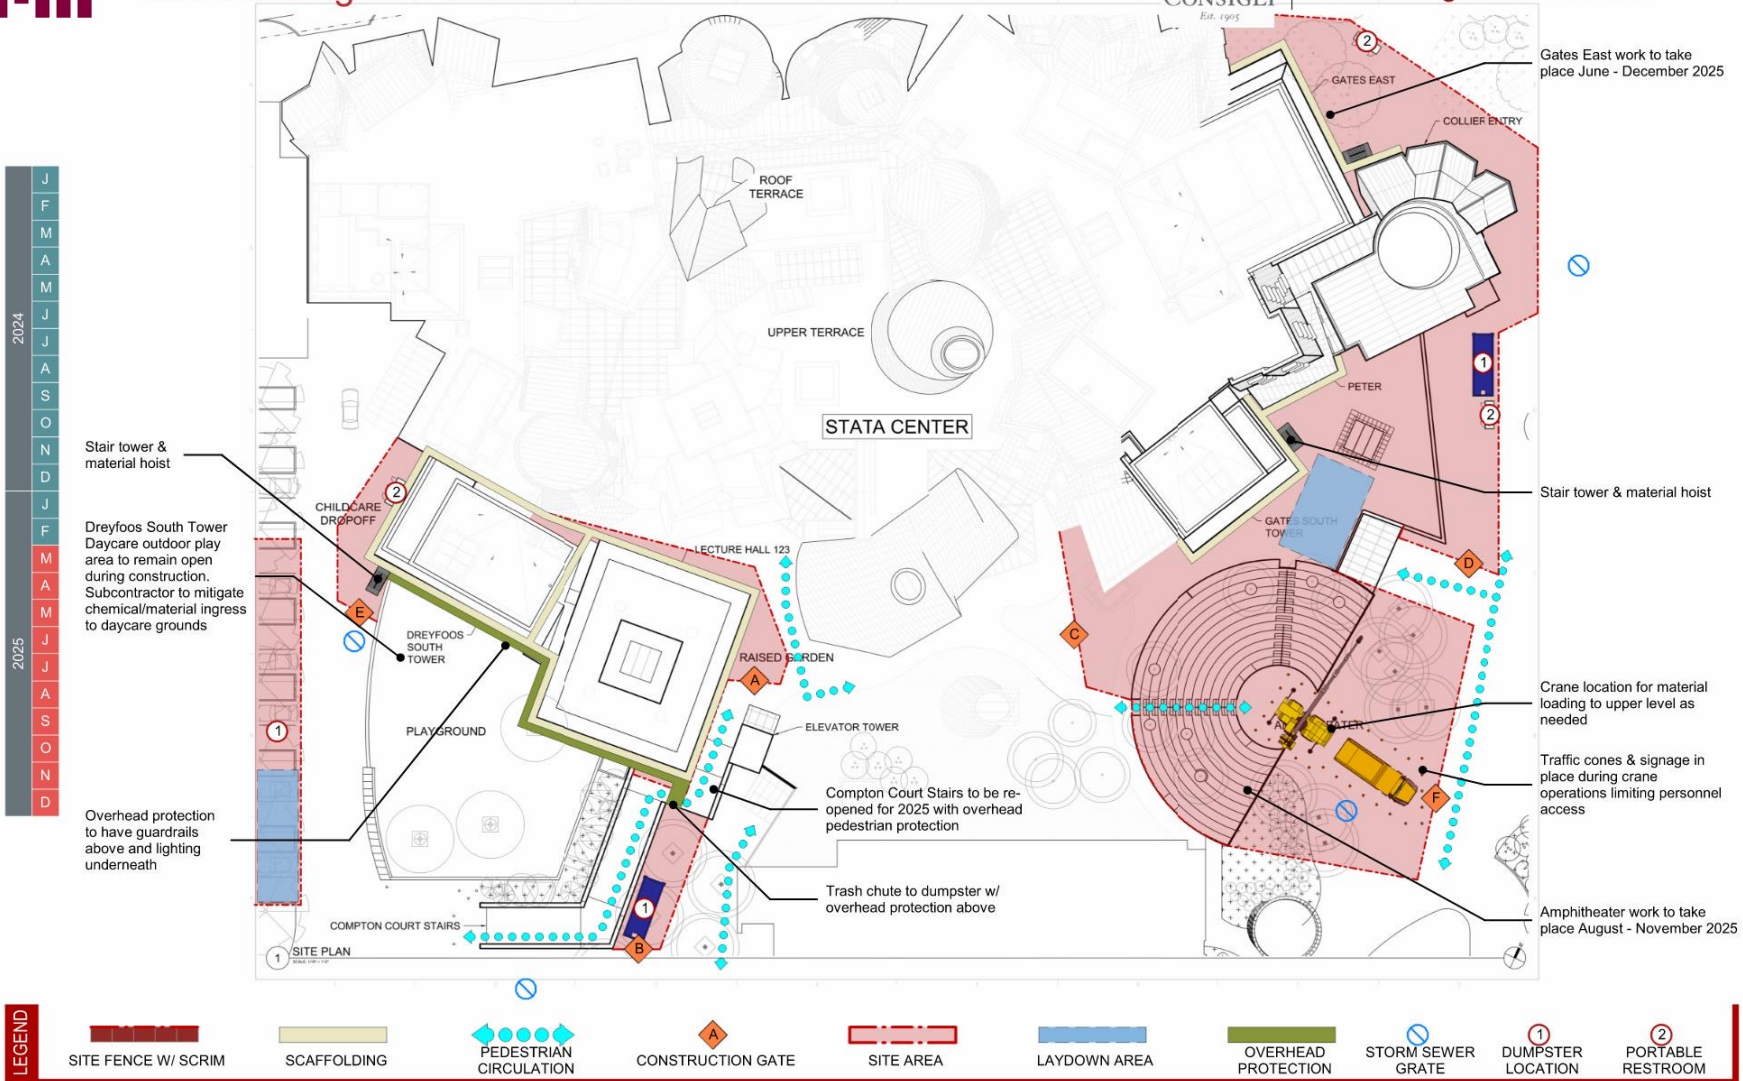 CONSIGLI
Est. 1905
2024
J
F
M
A
M
J
J
A
S
O
N
D
2025
J
F
M
A
M
J
J
A
S
O
N
D
Stair tower &
material hoist
Dreyfoos South Tower
Daycare outdoor play
area to remain open
during construction.
Subcontractor to mitigate
chemical/material ingress
to daycare grounds
Overhead protection
to have guardrails
above and lighting
underneath
ROOF
TERRACE
UPPER TERRACE
STATA CENTER
CHILDCARE
DROPOFF
2
E
DREYFOOS
SOUTH
TOWER
PLAYGROUND
1
LECTURE HALL 123
RAISED GARDEN
A
ELEVATOR TOWER
Compton Court Stairs to be re-
opened for 2025 with overhead
pedestrian protection
Trash chute to dumpster w/
overhead protection above
COMPTON COURT STAIRS
1
B
1
SITE PLAN
2
GATES EAST
COLLIER ENTRY
PETER
1
2
GATES SOUTH
TOWER
D
C
F
Gates East work to take
place June - December 2025
Stair tower & material hoist
Crane location for material
loading to upper level as
needed
Traffic cones & signage in
place during crane
operations limiting personnel
access
Amphitheater work to take
place August - November 2025
LEGEND
SITE FENCE W/ SCRIM
SCAFFOLDING
PEDESTRIAN
CIRCULATION
A
CONSTRUCTION GATE
SITE AREA
LAYDOWN AREA
OVERHEAD
PROTECTION
STORM SEWER
GRATE
1
DUMPSTER
LOCATION
2
PORTABLE
RESTROOM